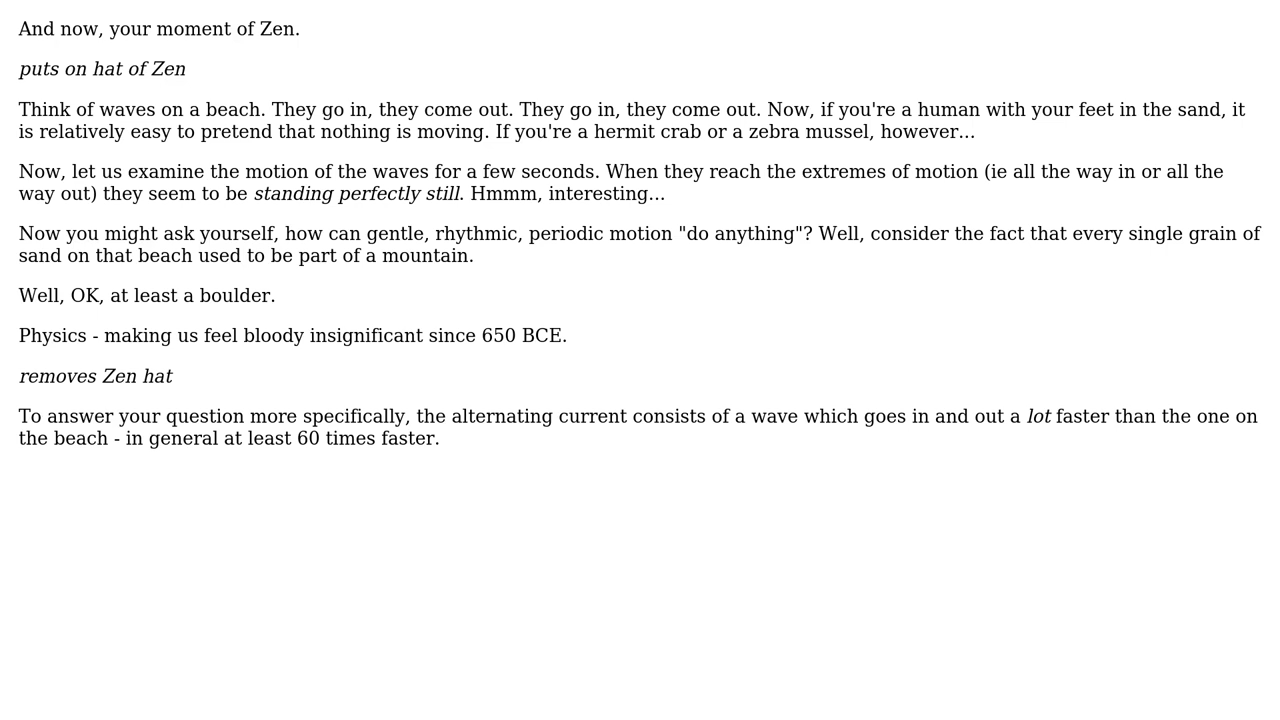 And now, your moment of Zen.
puts on hat of Zen
Think of waves on a beach. They go in, they come out. They go in, they come out. Now, if you're a human with your feet in the sand, it
is relatively easy to pretend that nothing is moving. If you're a hermit crab or a zebra mussel, however...
Now, let us examine the motion of the waves for a few seconds. When they reach the extremes of motion (ie all the way in or all the
way out) they seem to be standing perfectly still. Hmmm, interesting...
Now you might ask yourself, how can gentle, rhythmic, periodic motion "do anything"? Well, consider the fact that every single grain of
sand on that beach used to be part of a mountain.
Well, OK, at least a boulder.
Physics - making us feel bloody insignificant since 650 BCE.
removes Zen hat
To answer your question more specifically, the alternating current consists of a wave which goes in and out a lot faster than the one on
the beach - in general at least 60 times faster.